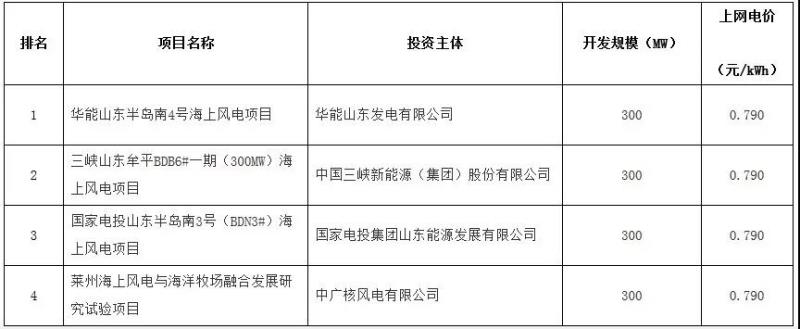 排名
项目名称
投资主体
开发规模（MW）
上网电价
（元/kWh）
1
华能山东半岛南4号海上风电项目
华能山东发电有限公司
300
0.790
2
三峡山东牟平BDB6#一期（300MW）海
上风电项目
中国三峡新能源（集团）股份有限公司
300
0.790
3
国家电投山东半岛南3号（BDN3#）海
上风电项目
国家电投集团山东能源发展有限公司
300
0.790
4
莱州海上风电与海洋牧场融合发展研
究试验项目
中广核风电有限公司
300
0.790